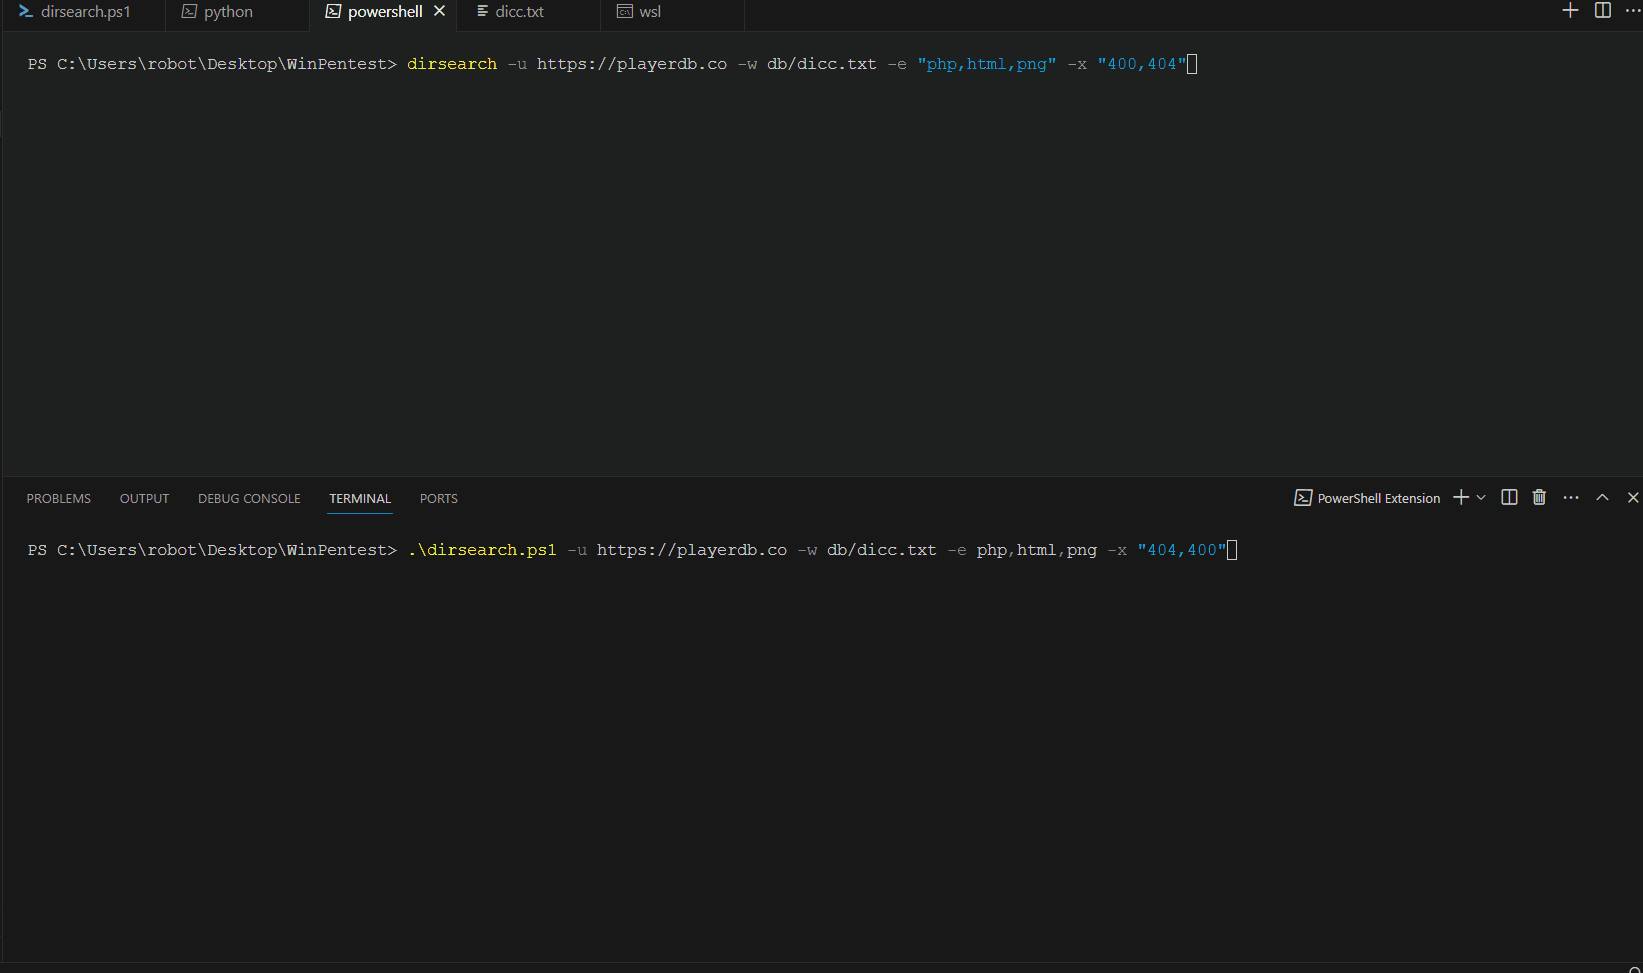 dirsearch.ps1 python powershell dicc.txt wsl
PS C:\Users\robot\Desktop\WinPentest> dirsearch -u https://playerdb.co -w db/dicc.txt -e "php,html,png" -x "400,404"
PROBLEMS OUTPUT DEBUG CONSOLE TERMINAL PORTS PowerShell Extension
PS C:\Users\robot\Desktop\WinPentest> .\dirsearch.ps1 -u https://playerdb.co -w db/dicc.txt -e php,html,png -x "404,400"